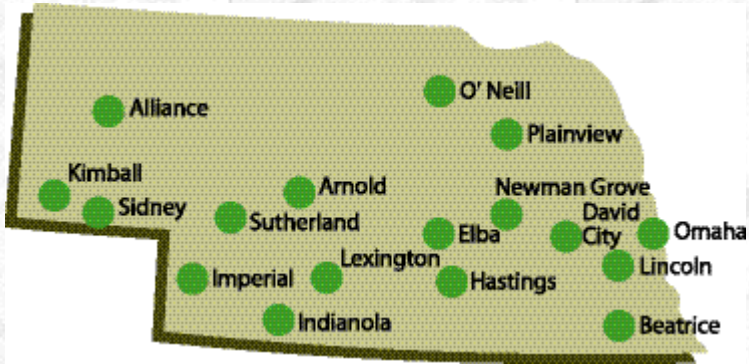 O' Neill
Alliance
Plainview
Kimball
Arnold
Newman Grove
Sidney
Sutherland
David
City
Elba
Omaha
Lexington
Lincoln
Imperial
Hastings
Indianola
Beatrice